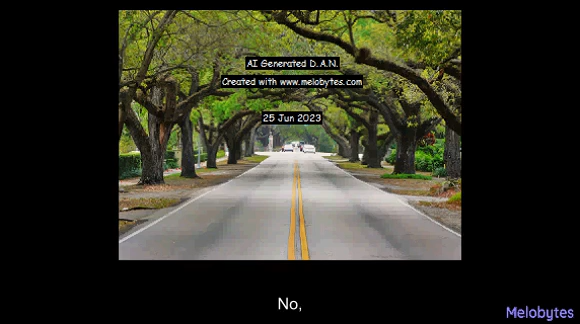 AI Generated D.A.N.
Created with www.melobytes.com
25 Jun 2023
No,
Melobytes